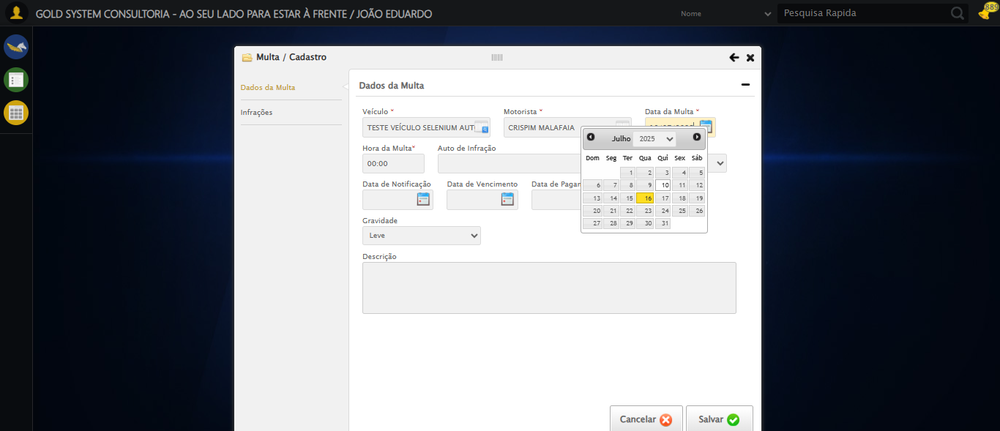 GOLD SYSTEM CONSULTORIA - AO SEU LADO PARA ESTAR À FRENTE / JOÃO EDUARDO
Nome
Pesquisa Rapida
889
Multa / Cadastro
Dados da Multa
Infrações
Dados da Multa
Veículo * Motorista * Data da Multa *
TESTE VEÍCULO SELENIUM CRISPIM MALAFAIA
Hora da Multa* Auto de Infração
00:00
Data de Notificação Data de Vencimento Data de
Gravidade
Leve
Descrição
Julho 2025
Dom Seg Ter Qua Qui Sex Sáb
1 2 3 4 5
6 7 8 9 10 11 12
13 14 15 16 17 18 19
20 21 22 23 24 25 26
27 28 29 30 31
Cancelar Salvar